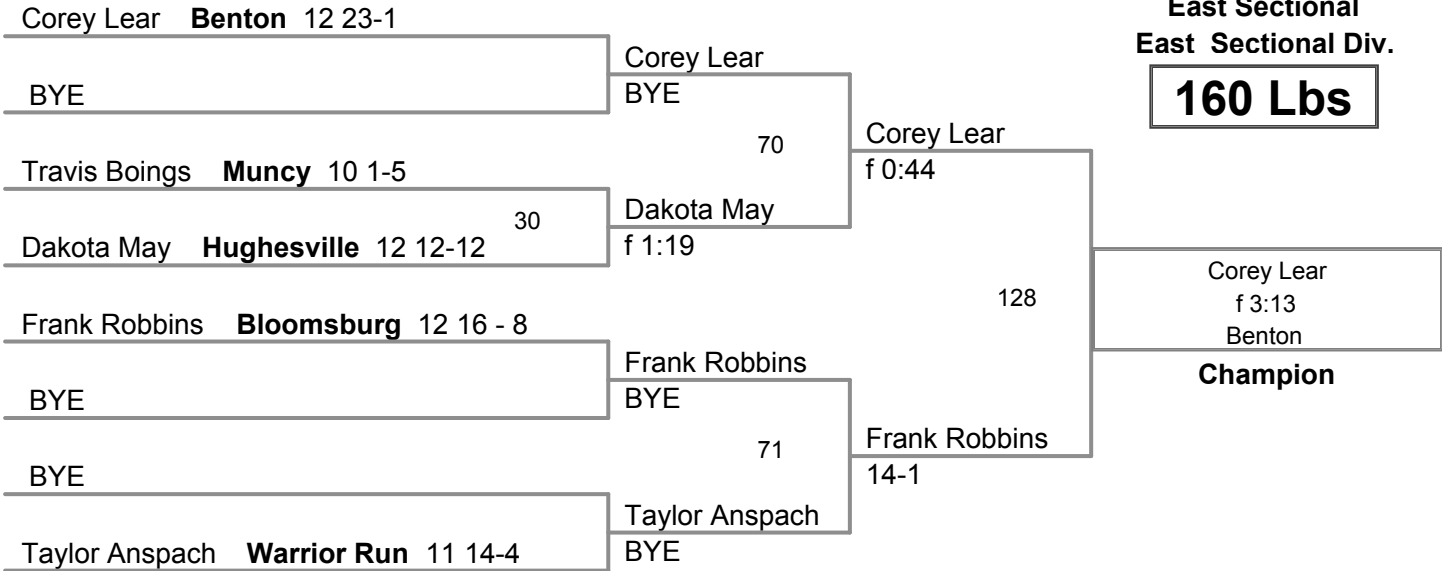 East Sectional
East Sectional Div.
160 Lbs
Corey Lear Benton 12 23-1
BYE
Travis Boings Muncy 10 1-5
30
Dakota May Hughesville 12 12-12
Frank Robbins Bloomsburg 12 16 - 8
BYE
BYE
Taylor Anspach Warrior Run 11 14-4
Corey Lear
BYE
70
Dakota May
f 1:19
Frank Robbins
BYE
71
Taylor Anspach
BYE
Corey Lear
f 0:44
128
Frank Robbins
14-1
Corey Lear
f 3:13
Benton
Champion